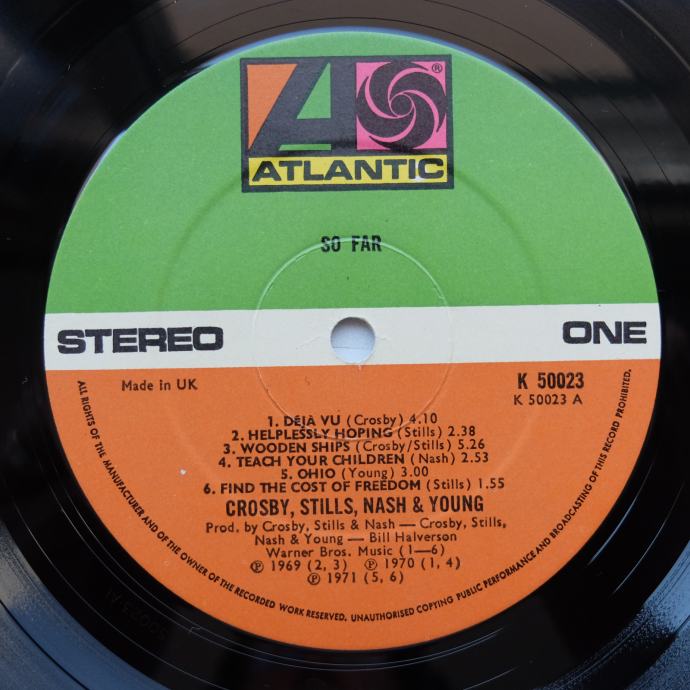 ®
ATLANTIC
SO FAR
STEREO
ONE
Made in UK
K 50023
K 50023 A
1. DÉJÀ VU (Crosby) 4.10
2. HELPLESSLY HOPING (Stills) 2.38
3. WOODEN SHIPS (Crosby/Stills) 5.26
4. TEACH YOUR CHILDREN (Nash) 2.53
5. OHIO (Young) 3.00
6. FIND THE COST OF FREEDOM (Stills) 1.55
CROSBY, STILLS, NASH & YOUNG
Prod. by Crosby, Stills & Nash — Crosby, Stills,
Nash & Young — Bill Halverson
Warner Bros. Music (1—6)
℗ 1969 (2, 3) ℗ 1970 (1, 4)
℗ 1971 (5, 6)
ALL RIGHTS OF THE MANUFACTURER AND OF THE OWNER OF THE RECORDED WORK RESERVED. UNAUTHORISED COPYING PUBLIC PERFORMANCE AND BROADCASTING OF THIS RECORD PROHIBITED.